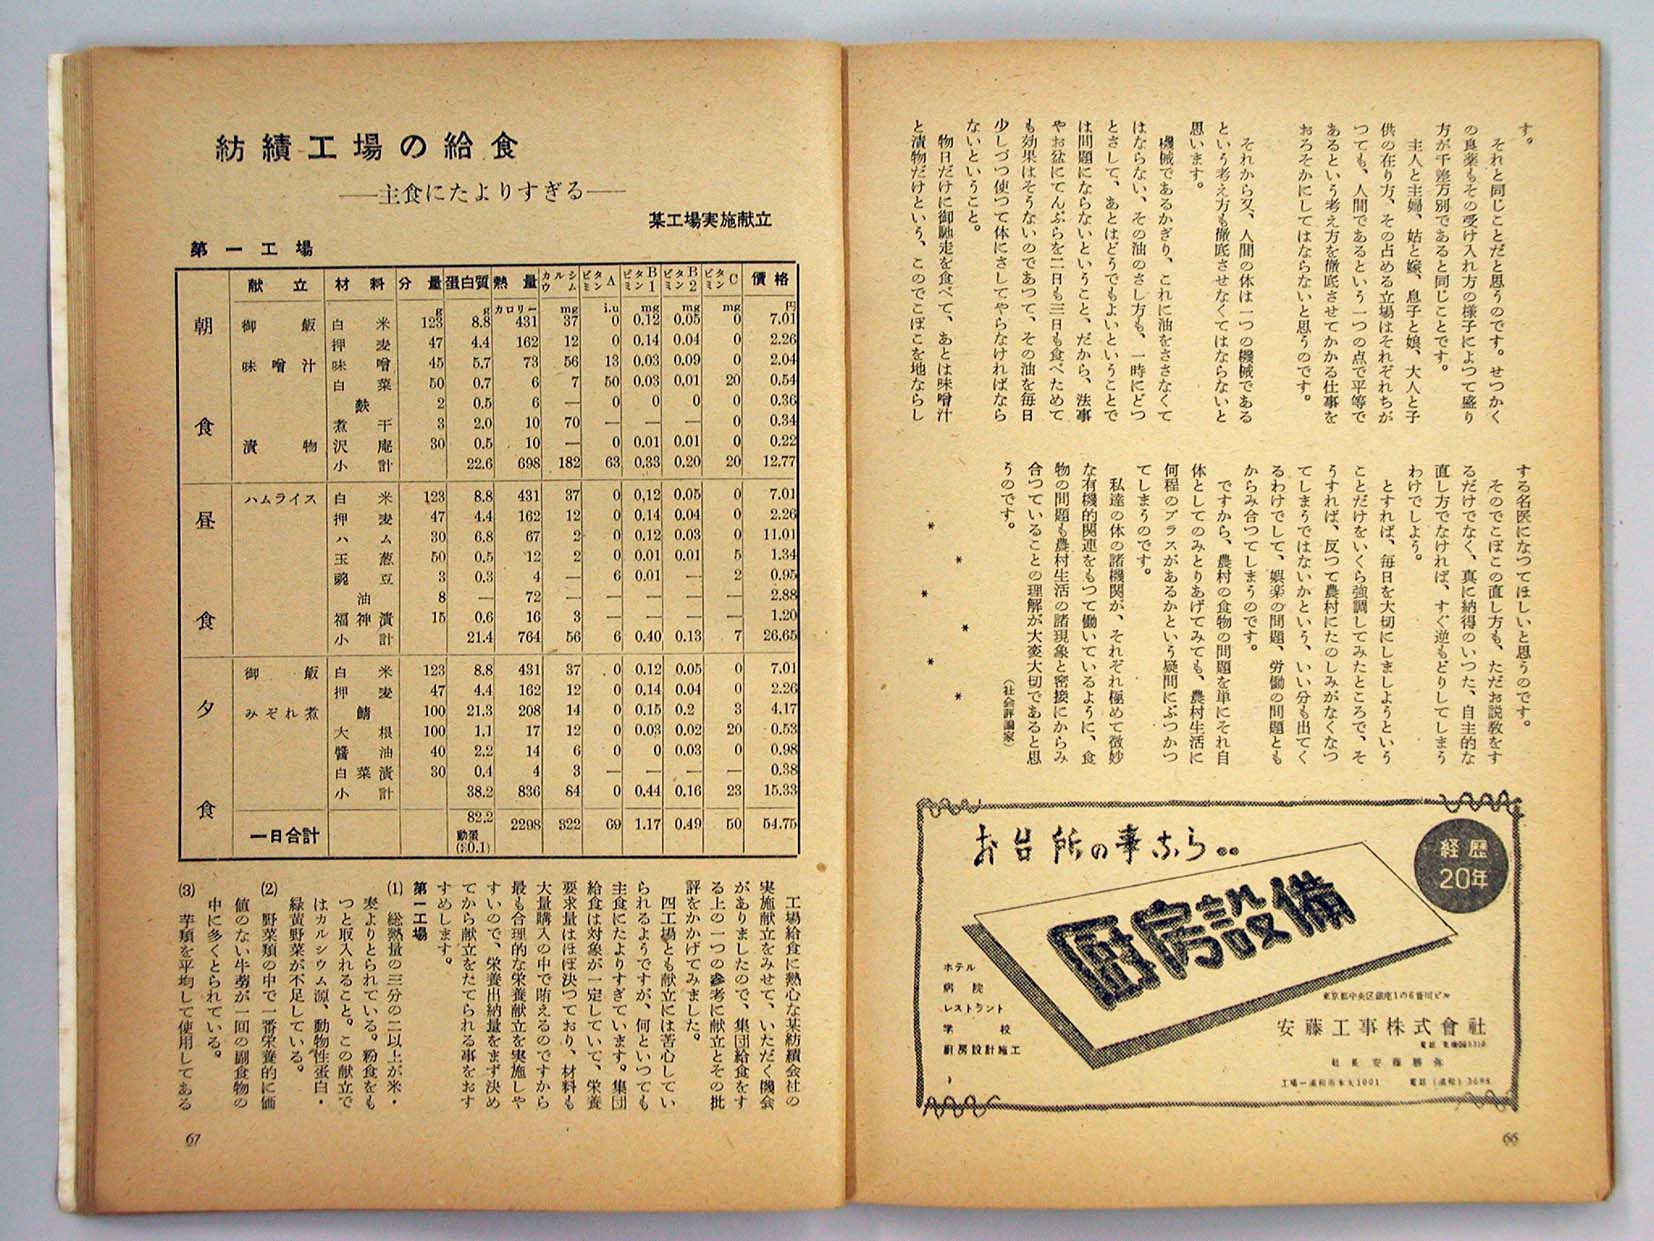 す。
それと同じことだと思うのです。せつかく
の良薬もその受け入れ方の様子によつて盛り
方が千差万別であると同じことです。
主人と主婦、姑と嫁、息子と娘、大人と子
供の在り方、その占める立場はそれぞれちが
つても、人間であるという一つの点で平等で
あるという考え方を徹底させてかかる仕事を
おろそかにしてはならないと思うのです。
それから又、人間の体は一つの機械である
という考え方も徹底させなくてはならないと
思います。
機械であるかぎり、これに油をささなくて
はならない、その油のさし方も、一時にどつ
とさして、あとはどうでもよいということで
は問題にならないということ、だから、法事
やお盆にてんぷらを二日も三日も食べためて
も効果はそうないのであつて、その油を毎日
少しづつ使つて体にさしてやらなければなら
ないということ。
物日だけに御馳走を食べて、あとは味噌汁
と漬物だけという、このでこぼこを地ならし
する名医になつてほしいと思うのです。
そのでこぼこの直し方も、ただお説教をす
るだけでなく、真に納得のいつた、自主的な
直し方でなければ、すぐ逆もどりしてしまう
わけでしよう。
とすれば、毎日を大切にしましようという
ことだけをいくら強調してみたところで、そ
うすれば、反つて農村にたのしみがなくなつ
てしまうではないかという、いい分も出てく
るわけでして、娯楽の問題、労働の問題とも
からみ合つてしまうのです。
ですから、農村の食物の問題を単にそれ自
体としてのみとりあげてみても、農村生活に
何程のプラスがあるかという疑問にぶつかつ
てしまうのです。
私達の体の諸機関が、それぞれ極めて微妙
な有機的関連をもつて働いているように、食
物の問題も農村生活の諸現象と密接にからみ
合つていることの理解が大変大切であると思
うのです。
(社会評論家)
* * * * * *
お台所の事なら‥
経歴
20年
厨房設備
ホテル
病院
レストラント
学校
厨房設計施工
東京都中央区銀座1の6
安藤工事株式會社
社長 安藤勝弥
工場―浦和市本太1001 電話(浦和)3698
66
紡績工場の給食
―主食にたよりすぎる―
某工場実施献立
第一工場
献立 材料 分量 蛋白質 熱量 カルシウム ビタミンA ビタミンB1 ビタミンB2 ビタミンC 價格
g g カロリー mg i.u mg mg mg 円
朝食 御飯 白米 123 8.8 431 37 0 0.12 0.05 0 7.01
押麦 47 4.4 162 12 0 0.14 0.04 0 2.26
味噌汁 味噌 45 5.7 73 56 13 0.03 0.09 0 2.04
白菜 50 0.7 6 7 50 0.03 0.01 20 0.54
麩 2 0.5 6 — 0 0 0 0 0.36
煮干 3 2.0 10 70 — — — 0 0.34
漬物 沢庵 30 0.5 10 — 0 0.01 0.01 0 0.22
小計 22.6 698 182 63 0.33 0.20 20 12.77
昼食 ハムライス 白米 123 8.8 431 37 0 0.12 0.05 0 7.01
押麦 47 4.4 162 12 0 0.14 0.04 0 2.26
ハム 30 6.8 67 2 0 0.12 0.03 0 11.01
玉葱 50 0.5 12 2 0 0.01 0.01 5 1.34
豌豆 3 0.3 4 — 6 0.01 — 2 0.95
油 8 — 72 — — — — — 2.88
福神漬 15 0.6 16 3 — — — — 1.20
小計 21.4 764 56 6 0.40 0.13 7 26.65
夕食 御飯 白米 123 8.8 431 37 0 0.12 0.05 0 7.01
押麦 47 4.4 162 12 0 0.14 0.04 0 2.26
みぞれ煮 鯖 100 21.3 208 14 0 0.15 0.2 3 4.17
大根 100 1.1 17 12 0 0.03 0.02 20 0.53
醤油 40 2.2 14 6 0 0 0.03 0 0.98
白菜漬 30 0.4 4 3 — — — — 0.38
小計 38.2 836 84 0 0.44 0.16 23 15.33
一日合計 82.2 動蛋(30.1) 2298 322 69 1.17 0.49 50 54.75
工場給食に熱心な某紡績会社の
実施献立をみせて、いただく機会
がありましたので、集団給食をす
る上の一つの参考に献立とその批
評をかかげてみました。
四工場とも献立には苦心してい
られるようですが、何といつても
主食にたよりすぎています。集団
給食は対象が一定していて、栄養
要求量はほぼ決つており、材料も
大量購入の中で賄えるのですから
最も合理的な栄養献立を実施しや
すいので、栄養出納量をまず決め
てから献立をたてられる事をおす
すめします。
第一工場
(1) 総熱量の三分の二以上が米・
麦よりとられている。粉食をも
つと取入れること。この献立で
はカルシウム源、動物性蛋白・
緑黄野菜が不足している。
(2) 野菜類の中で一番栄養的に価
値のない牛蒡が一回の副食物の
中に多くとられている。
(3) 芋類を平均して使用してある
67